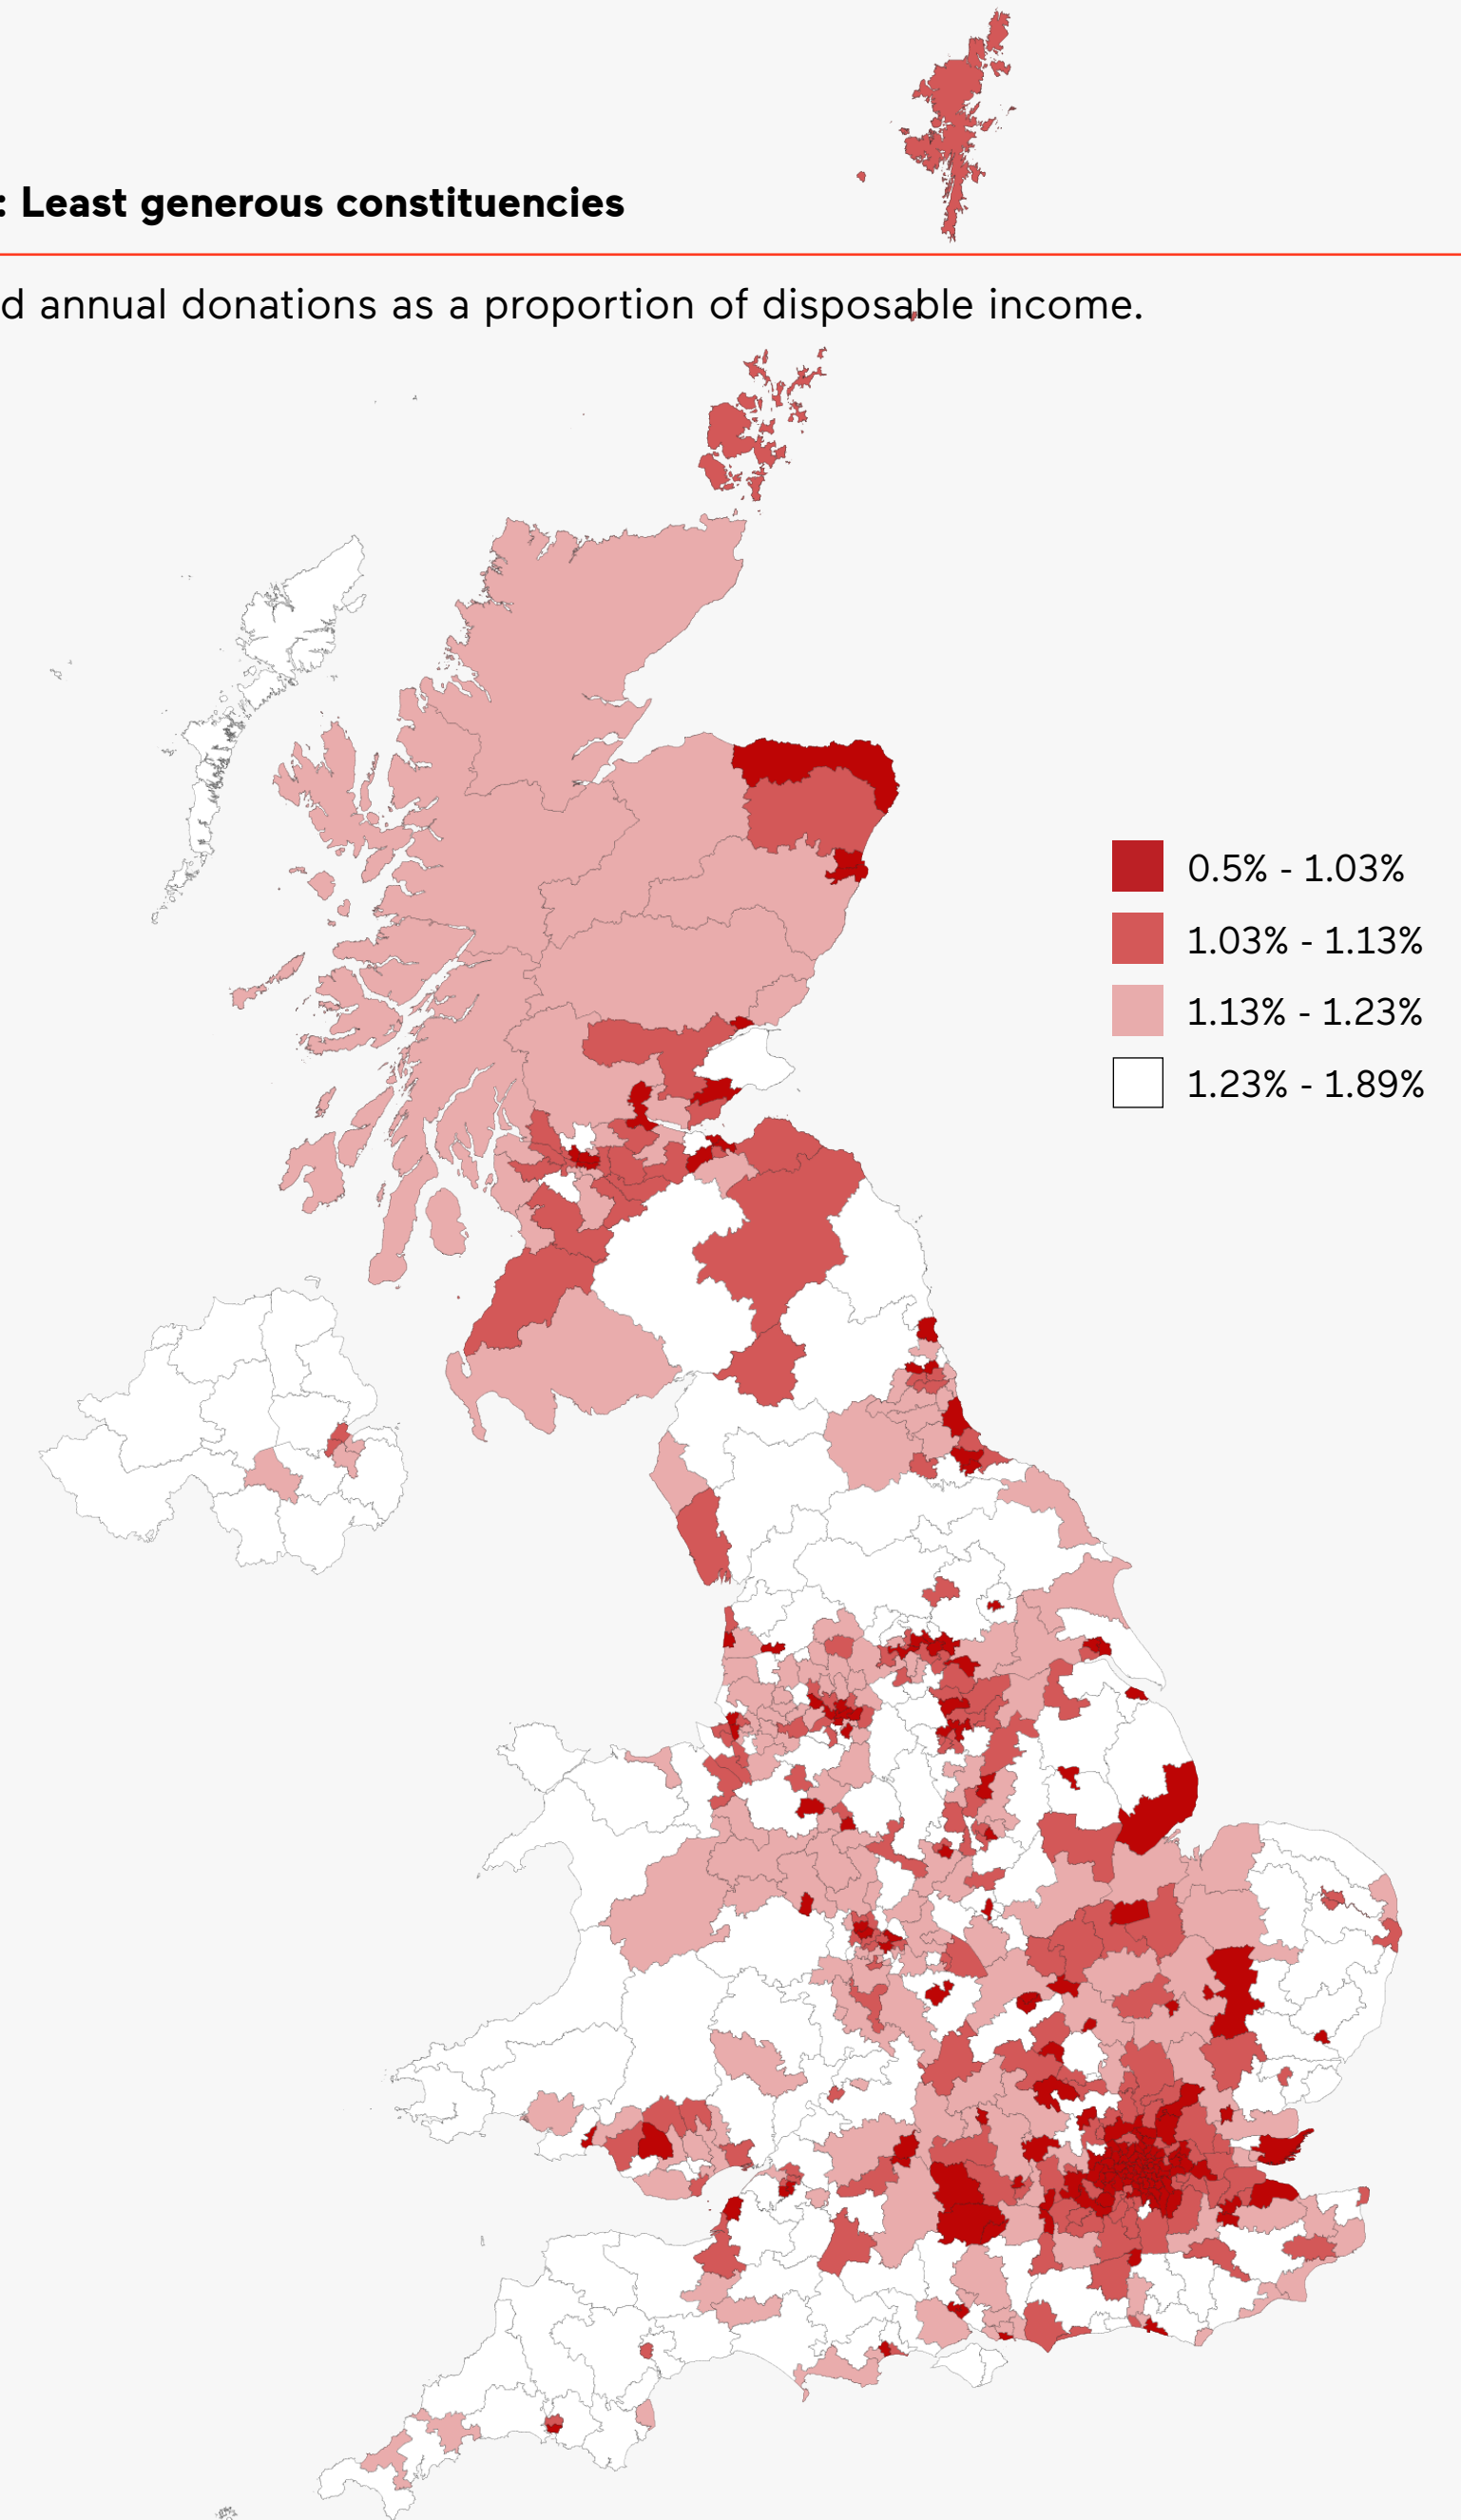 : Least generous constituencies
d annual donations as a proportion of disposable income.
0.5% - 1.03%
1.03% - 1.13%
1.13% - 1.23%
1.23% - 1.89%